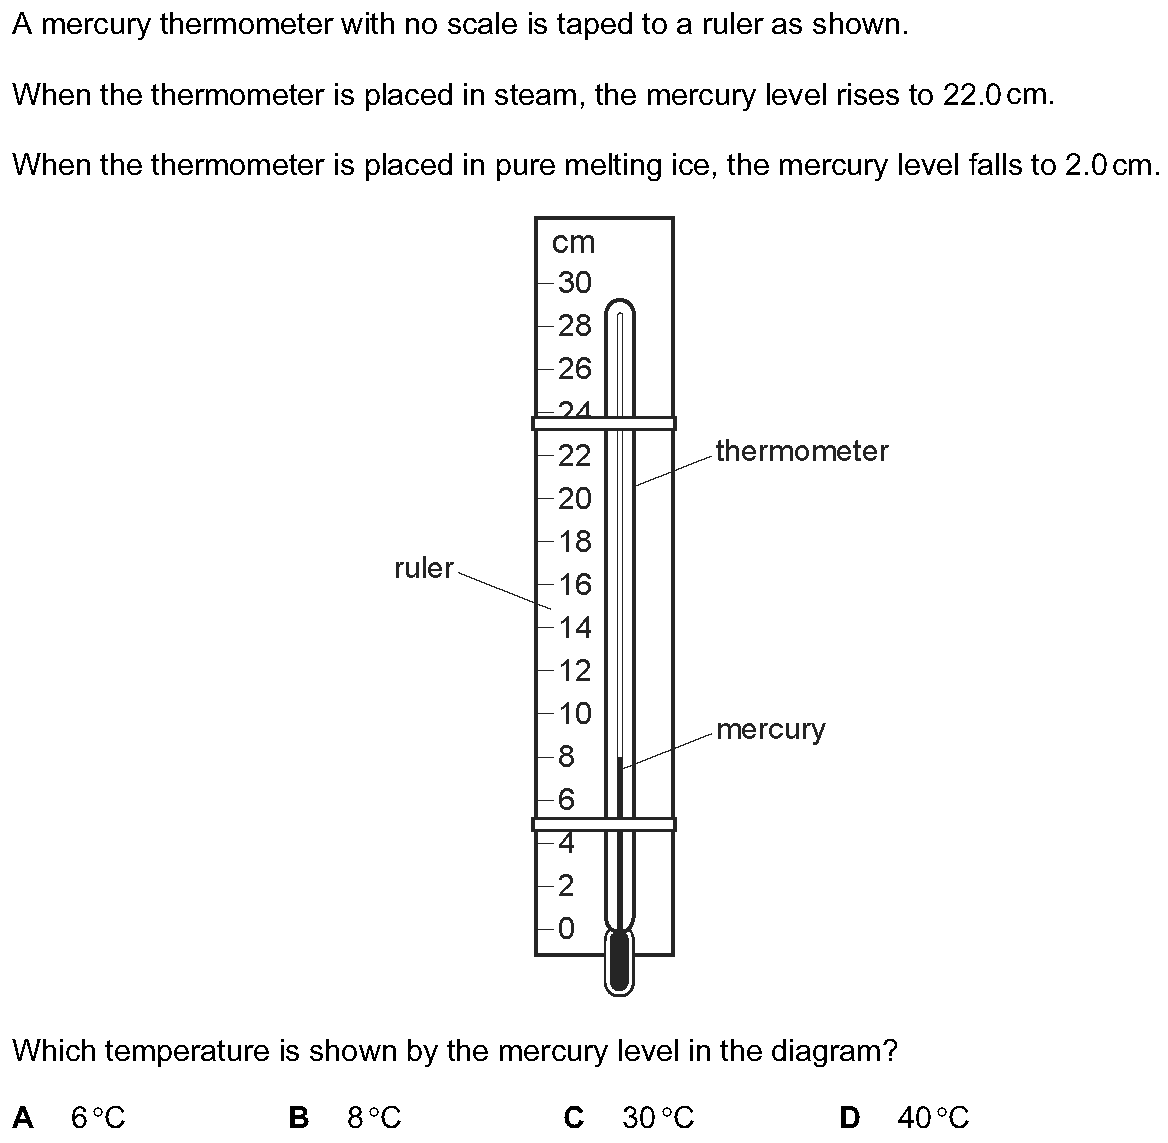 A mercury thermometer with no scale is taped to a ruler as shown.
When the thermometer is placed in steam, the mercury level rises to 22.0 cm.
When the thermometer is placed in pure melting ice, the mercury level falls to 2.0 cm.
cm
30
28
26
24
22
thermometer
20
18
ruler
16
14
12
10
mercury
8
6
4
2
0
Which temperature is shown by the mercury level in the diagram?
A 6 °C B 8 °C C 30 °C D 40 °C